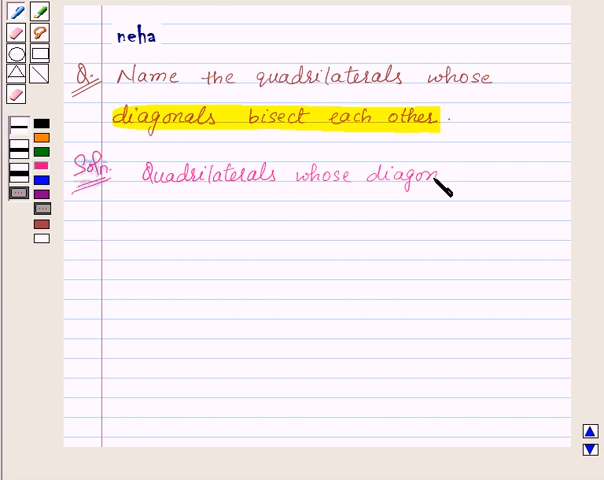 neha
Q. Name the quadrilaterals whose
diagonals bisect each other.
Soln. Quadrilaterals whose diagon